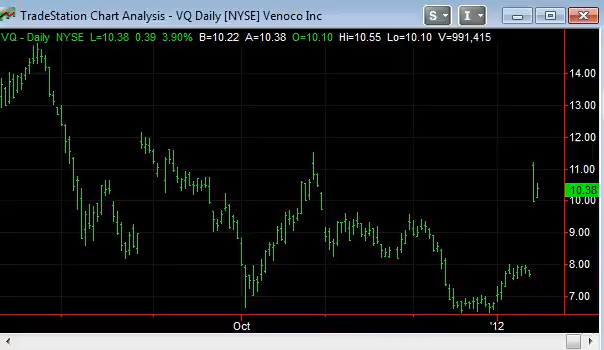 TradeStation Chart Analysis - VQ Daily [NYSE] Venoco Inc
S
I
VQ - Daily NYSE L=10.38 0.39 3.90% B=10.22 A=10.38 O=10.10 Hi=10.55 Lo=10.10 V=991,415
14.00
13.00
12.00
11.00
10.38
10.00
9.00
8.00
7.00
Oct '12